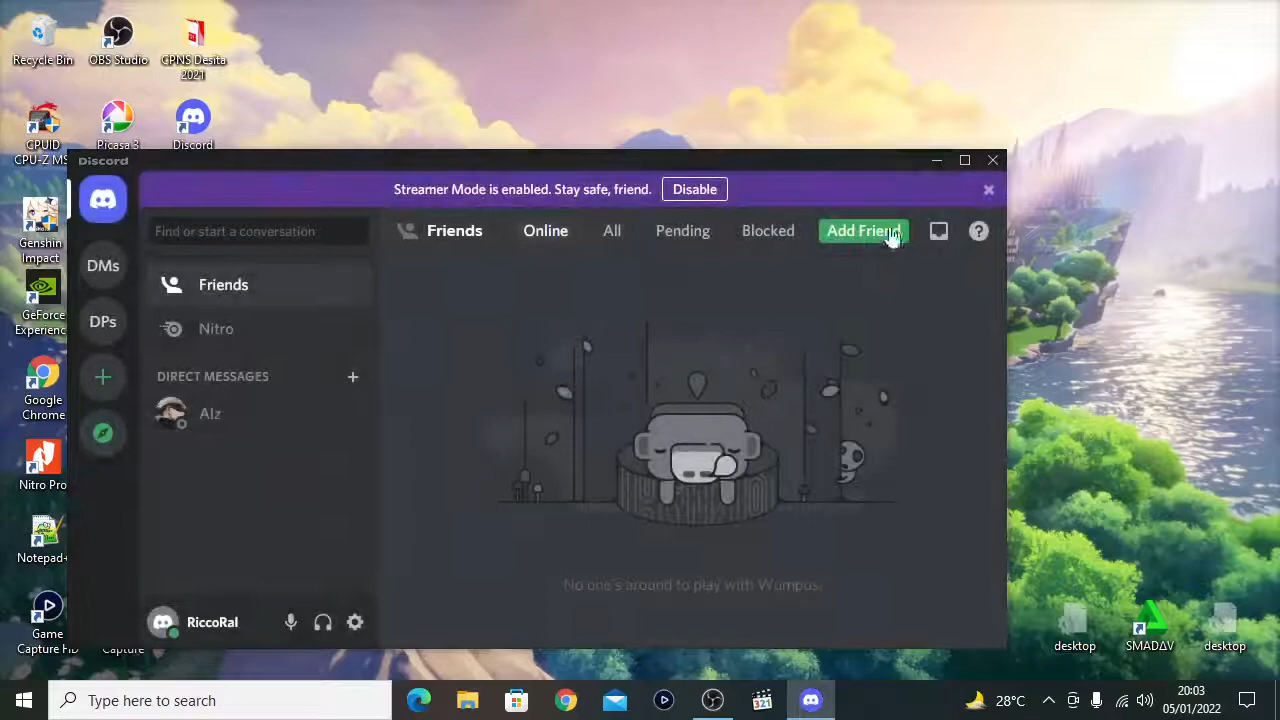 Recycle Bin
OBS Studio
CPNS Desita
2021
CPUID
CPU-Z MS
Picasa 3
Discord
Genshin
Impact
GeForce
Experienc
Google
Chrome
Nitro Pro
Notepad+
Game
Capture HD
Capture
Discord
Streamer Mode is enabled. Stay safe, friend.
Disable
Find or start a conversation
Friends
Online
All
Pending
Blocked
Add Friend
DMs
DPs
Friends
Nitro
DIRECT MESSAGES
Alz
No one's around to play with Wumpus.
RiccoRal
desktop
SMADΔV
desktop
Type here to search
321
28°C
20:03
05/01/2022